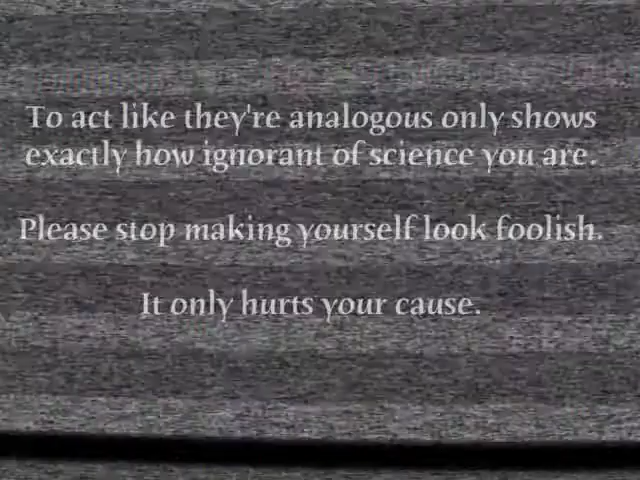 To act like they're analogous only shows
exactly how ignorant of science you are.
Please stop making yourself look foolish.
It only hurts your cause.